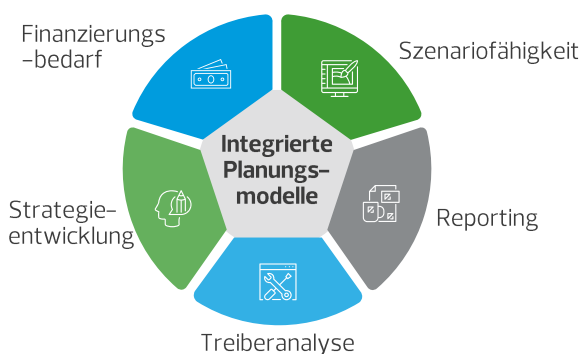 Finanzierungs
-bedarf
Szenariofähigkeit
Integrierte
Planungs-
modelle
Strategie-
entwicklung
Reporting
Treiberanalyse